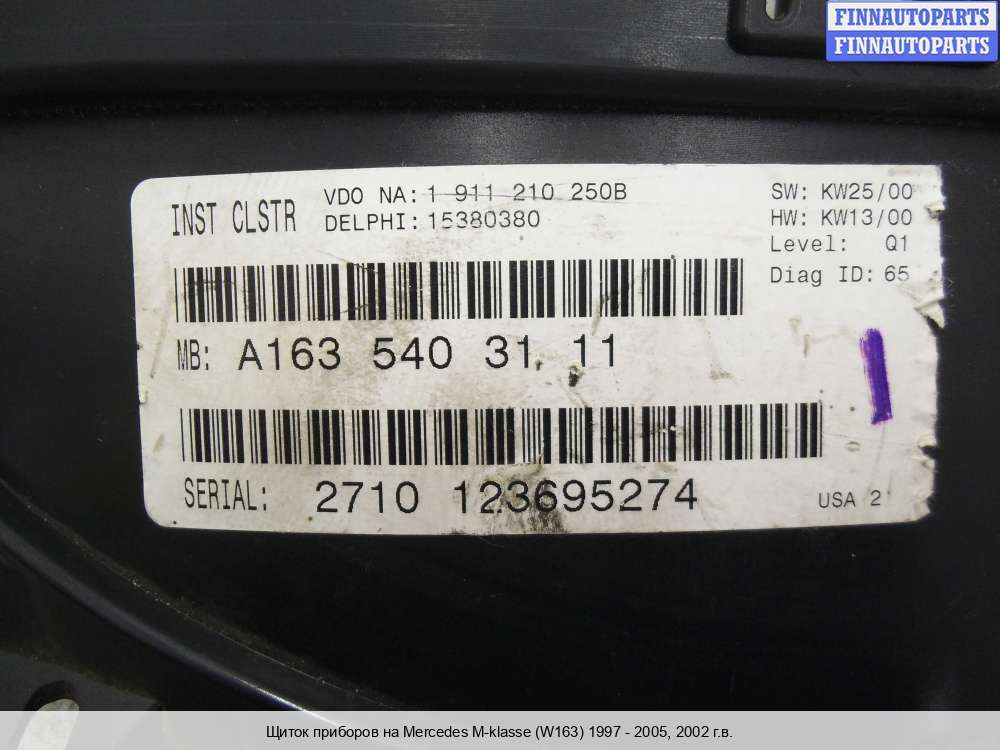 FINNAUTOPARTS
FINNAUTOPARTS
INST CLSTR
VDO NA: 1 911 210 250B
DELPHI: 15380380
SW: KW25/00
HW: KW13/00
Level: Q1
Diag ID: 65
MB: A163 540 31 11
SERIAL: 2710 123695274
USA 2
Щиток приборов на Mercedes M-klasse (W163) 1997 - 2005, 2002 г.в.